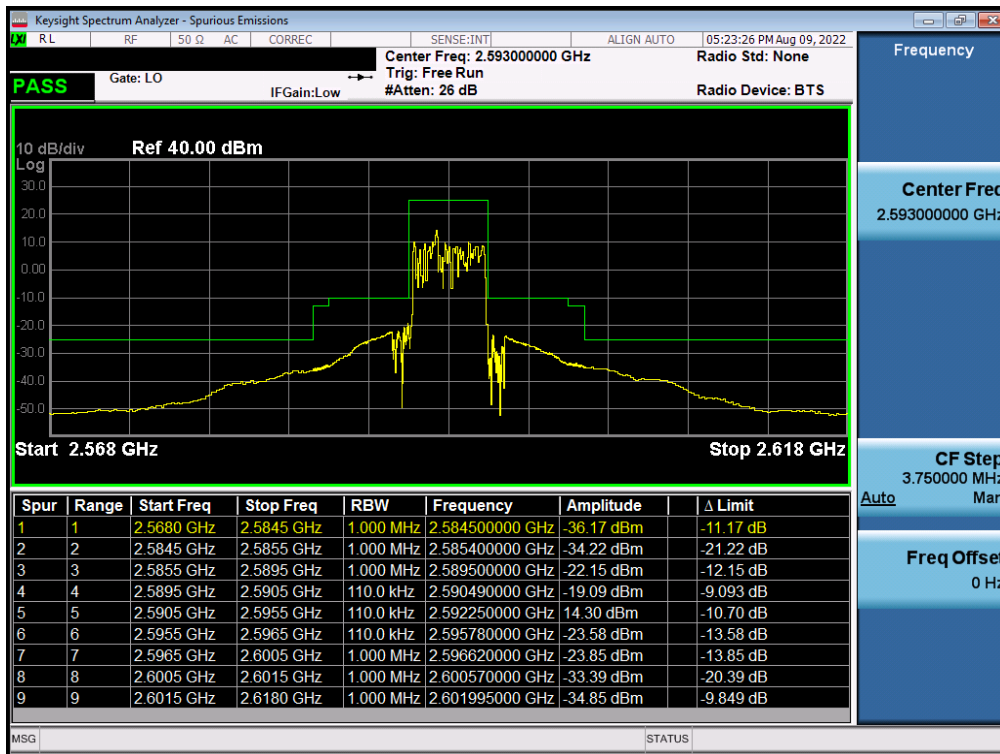 Keysight Spectrum Analyzer - Spurious Emissions
LXI RL RF 50 Ω AC CORREC SENSE:INT ALIGN AUTO 05:23:26 PM Aug 09, 2022
Center Freq: 2.593000000 GHz Radio Std: None
PASS Gate: LO Trig: Free Run
IFGain:Low #Atten: 26 dB Radio Device: BTS
10 dB/div Ref 40.00 dBm
Log
30.0
20.0
10.0
0.00
-10.0
-20.0
-30.0
-40.0
-50.0
Start 2.568 GHz Stop 2.618 GHz
Spur Range Start Freq Stop Freq RBW Frequency Amplitude Δ Limit
1 1 2.5680 GHz 2.5845 GHz 1.000 MHz 2.584500000 GHz -36.17 dBm -11.17 dB
2 2 2.5845 GHz 2.5855 GHz 1.000 MHz 2.585400000 GHz -34.22 dBm -21.22 dB
3 3 2.5855 GHz 2.5895 GHz 1.000 MHz 2.589500000 GHz -22.15 dBm -12.15 dB
4 4 2.5895 GHz 2.5905 GHz 110.0 kHz 2.590490000 GHz -19.09 dBm -9.093 dB
5 5 2.5905 GHz 2.5955 GHz 110.0 kHz 2.592250000 GHz 14.30 dBm -10.70 dB
6 6 2.5955 GHz 2.5965 GHz 110.0 kHz 2.595780000 GHz -23.58 dBm -13.58 dB
7 7 2.5965 GHz 2.6005 GHz 1.000 MHz 2.596620000 GHz -23.85 dBm -13.85 dB
8 8 2.6005 GHz 2.6015 GHz 1.000 MHz 2.600570000 GHz -33.39 dBm -20.39 dB
9 9 2.6015 GHz 2.6180 GHz 1.000 MHz 2.601995000 GHz -34.85 dBm -9.849 dB
MSG STATUS
Frequency
Center Freq
2.593000000 GHz
CF Step
3.750000 MHz
Auto Man
Freq Offset
0 Hz